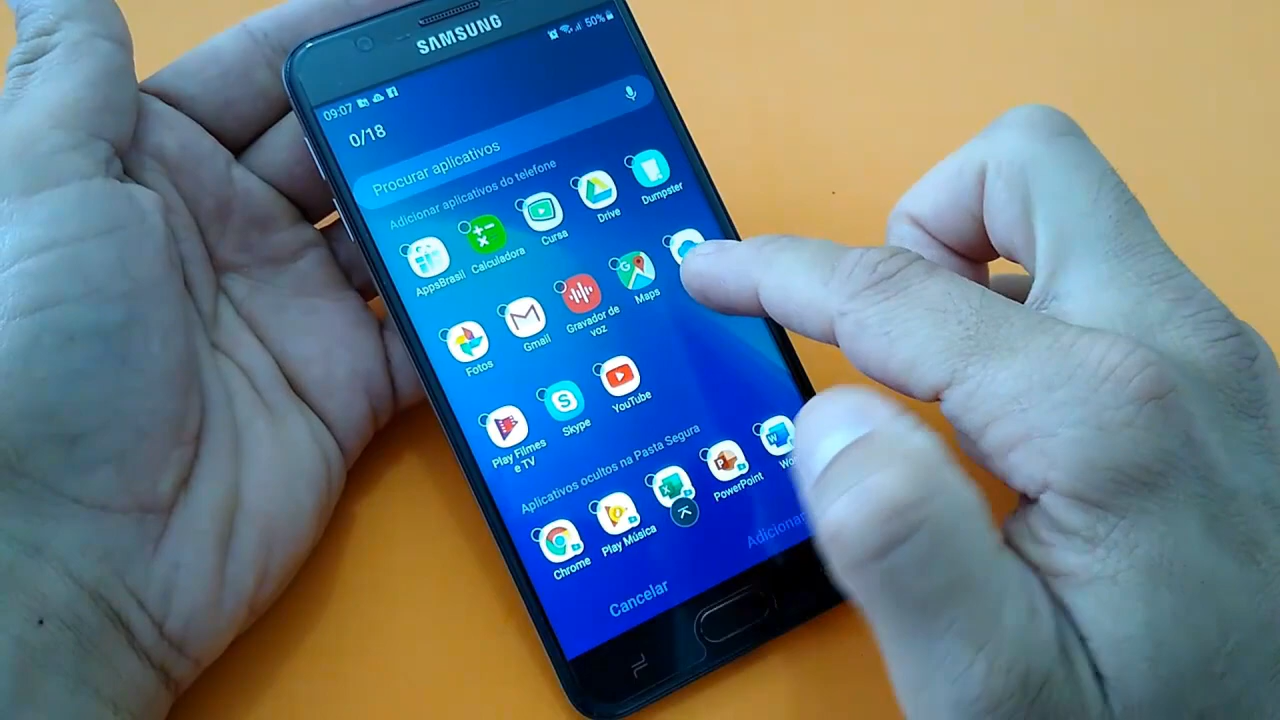 SAMSUNG
09:07
50%
0/18
Procurar aplicativos
Adicionar aplicativos do telefone
AppsBrasil
Calculadora
Cursa
Drive
Dumpster
Fotos
Gmail
Gravador de
voz
Maps
Play Filmes
e TV
Skype
YouTube
Aplicativos ocultos na Pasta Segura
Chrome
Play Música
PowerPoint
Cancelar